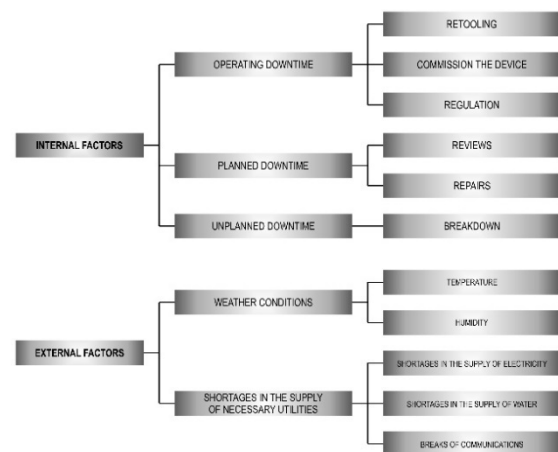 RETOOLING
OPERATING DOWNTIME
COMMISSION THE DEVICE
REGULATION
INTERNAL FACTORS
REVIEWS
PLANNED DOWNTIME
REPAIRS
UNPLANNED DOWNTIME
BREAKDOWN
TEMPERATURE
WEATHER CONDITIONS
HUMIDITY
EXTERNAL FACTORS
SHORTAGES IN THE SUPPLY OF ELECTRICITY
SHORTAGES IN THE SUPPLY
OF NECESSARY UTILITIES
SHORTAGES IN THE SUPPLY OF WATER
BREAKS OF COMMUNICATIONS